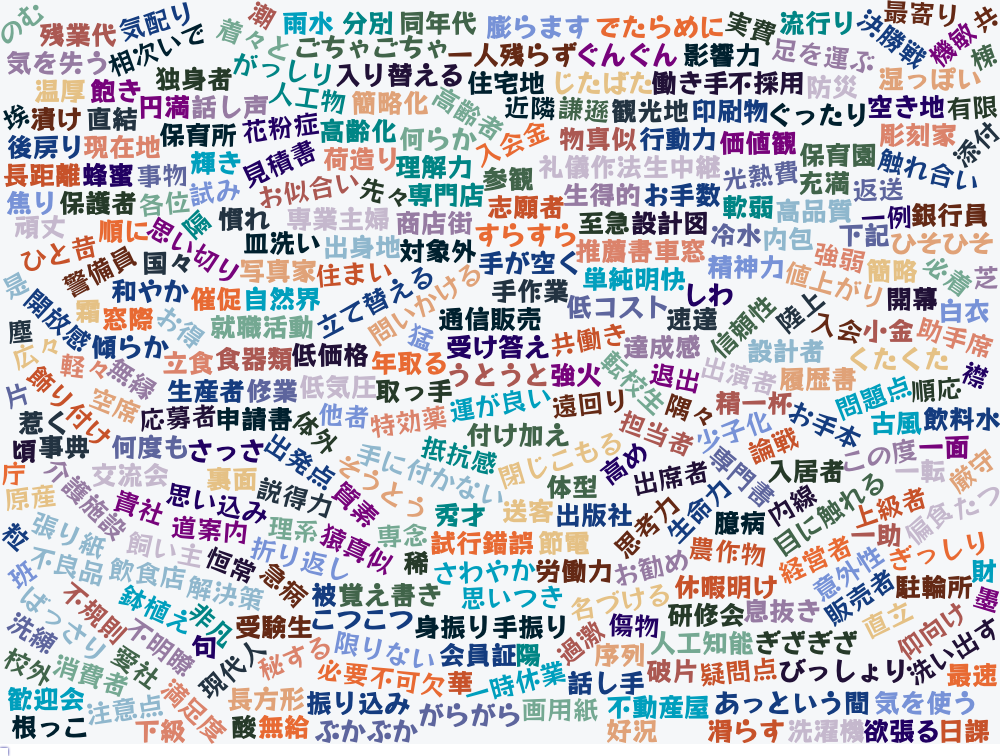 のむ 残業代 気配り 着々と 潮 雨水 分別 同年代 膨らます でたらめに 実費 流行り 決勝戦 最寄り 機敏 共
気を失う 相次いで がっしり ごちゃごちゃ 一人残らず ぐんぐん 影響力 足を運ぶ 棟
温厚 飽き 独身者 人工物 入り替える 住宅地 じたばた 働き手 不採用 防災 湿っぽい
埃 漬け 直結 円満 話し声 簡略化 高齢者 近隣 謙遜 観光地 印刷物 ぐったり 空き地 有限
後戻り 現在地 保育所 花粉症 高齢化 何らか 入会金 物真似 行動力 価値観 保育園 彫刻家 添付
長距離 蜂蜜 事物 輝き 見積書 荷造り 理解力 参観 礼儀作法 生中継 光熱費 充満 触れ合い
焦り 保護者 各位 試み お似合い 先々 専門店 志願者 生得的 お手数 軟弱 高品質 返送 一例 銀行員
頑丈 順に 思い切り 慣れ 専業主婦 商店街 すらすら 至急 設計図 冷水 内包 下記 ひそひそ
ひと昔 警備員 国々 皿洗い 出身地 対象外 手が空く 推薦書 車窓 精神力 強弱 簡略 必着 芝
昆 和やか 写真家 住まい 立て替える 問いかける 手作業 単純明快 値上がり 開幕 白衣
開放感 霜 窓際 催促 自然界 お得 就職活動 猛 通信販売 低コスト しわ 速達 信頼性 陸上 入会 小金 助手席
塵 広々 傾らか 軽々 無縁 立食 食器類 低価格 年取る 受け答え 共働き 達成感 設計者 くたくた
片 飾り付け 空席 生産者 修業 低気圧 取っ手 うとうと 強火 転校生 退出 出演者 履歴書 問題点 順応 襟
惹く 応募者 申請書 体外 他者 特効薬 運が良い 遠回り 隅々 精一杯 お手本 古風 飲料水
頃 事典 何度も さっさ 出発点 抵抗感 付け加え 担当者 少子化 論戦 この度 一面
庁 介護施設 交流会 裏面 説得力 そうとう 手に付かない 閉じこもる 高め 出席者 専門書 入居者 一転 厳守
原産 貴社 思い込み 菅素 体型 秀才 送客 出版社 思考力 生命力 臆病 内線 目に触れる 上級者 偏食 たつ
粒 張り紙 道案内 理系 猿真似 専念 試行錯誤 節電 農作物 経営者 一助 ぎっしり
班 不良品 飼い主 恒常 折り返し 稀 さわやか 労働力 お勧め 休暇明け 意外性 駐輪所 財
ばっさり 飲食店 解決策 急病 被 覚え書き 思いつき 名づける 研修会 息抜き 販売者 直立 墨
洗練 不規則 鉢植え 非凡 受験生 こつこつ 身振り手振り 傷物 人工知能 ぎざぎざ 仰向け
校外 消費者 不明瞭 愛社 句 現代人 秘する 限りない 会員証 陽 過激 序列 破片 疑問点 びっしょり 洗い出す
歓迎会 注意点 満足度 長方形 振り込み 必要不可欠 華 一時休業 話し手 不動産屋 あっという間 気を使う 最速
根っこ 下級 酸 無給 ぶかぶか がらがら 画用紙 好況 滑らす 洗濯機 欲張る 日課